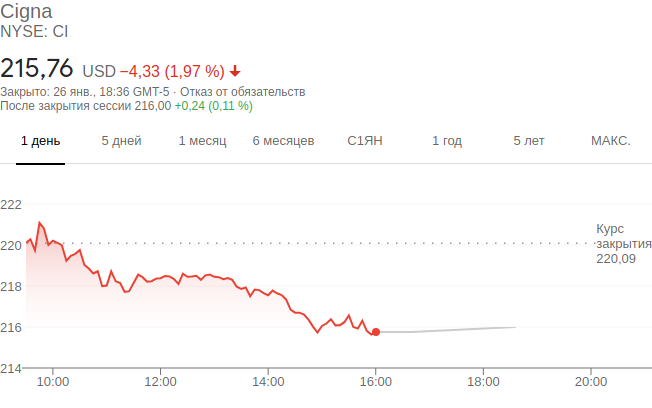 Cigna
NYSE: CI
215,76 USD −4,33 (1,97 %)
Закрыто: 26 янв., 18:36 GMT-5 · Отказ от обязательств
После закрытия сессии 216,00 +0,24 (0,11 %)
1 день 5 дней 1 месяц 6 месяцев С1ЯН 1 год 5 лет МАКС.
222
220
218
216
214
Курс
закрытия
220,09
10:00 12:00 14:00 16:00 18:00 20:00